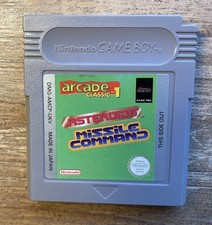 Nintendo GAME BOY
arcade
CLASSIC
1
ASTEROIDS
MISSILE
COMMAND
Nintendo
DMG-AMCP-UKV
MADE IN JAPAN
THIS SIDE OUT